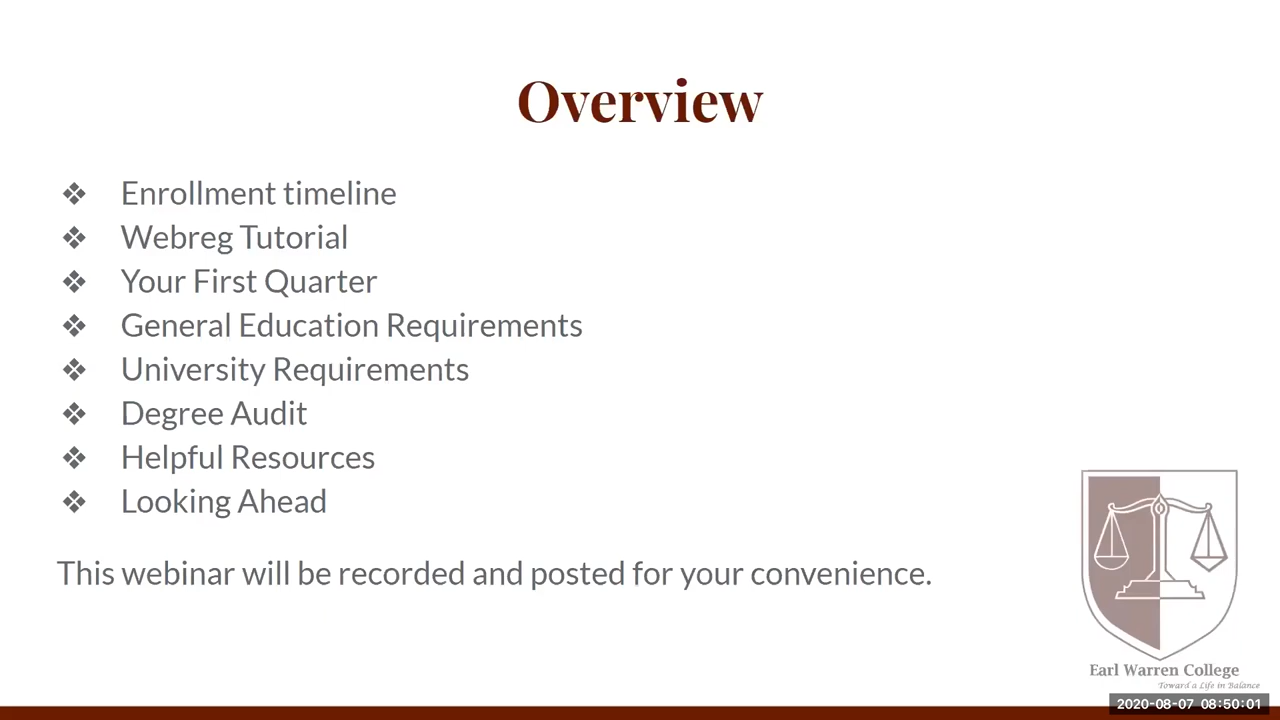 Overview
❖ Enrollment timeline
❖ Webreg Tutorial
❖ Your First Quarter
❖ General Education Requirements
❖ University Requirements
❖ Degree Audit
❖ Helpful Resources
❖ Looking Ahead
This webinar will be recorded and posted for your convenience.
Earl Warren College
Toward a Life in Balance
2020-08-07 08:50:01